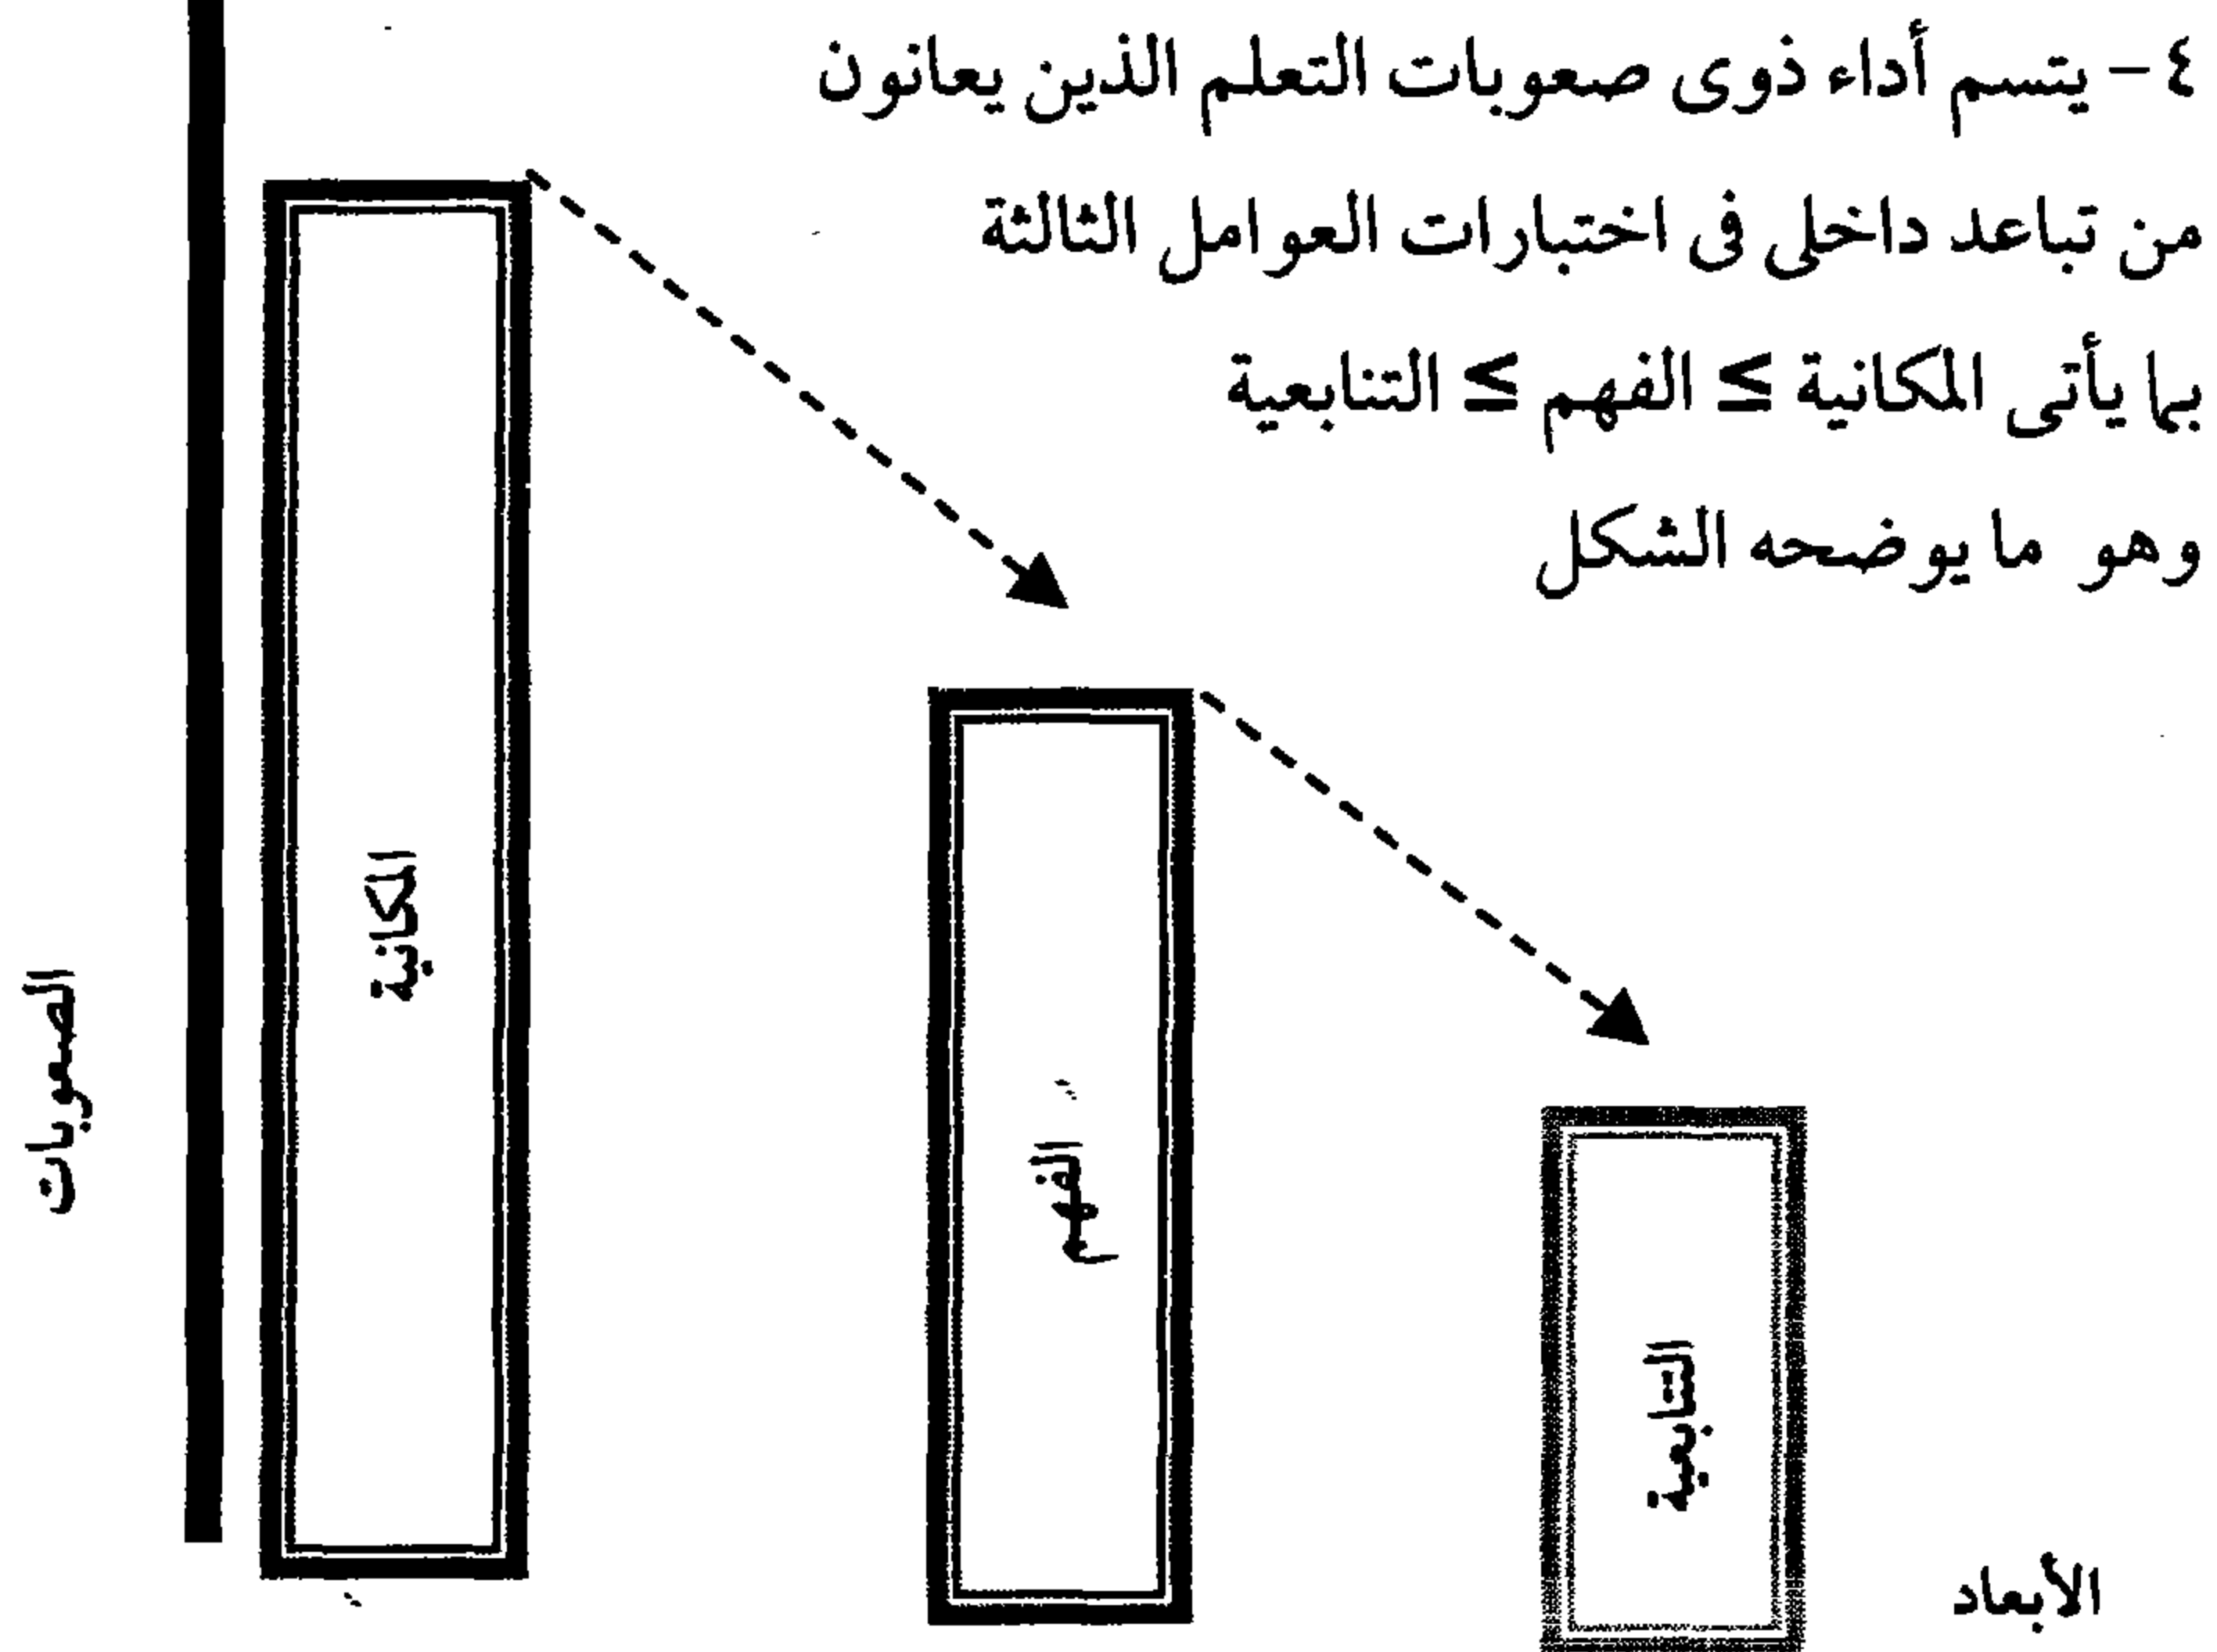 ٤ – يتسم أداء ذوى صعوبات التعلم الذين يعانون
من تباعد داخلى فى اختبارات العوامل الثالثة
بما يأتى المكانية ≥ الفهم ≥ التتابعية
وهو ما يوضحه الشكل
الصعوبات
المكانية
الفهم
التتابعية
الأبعاد